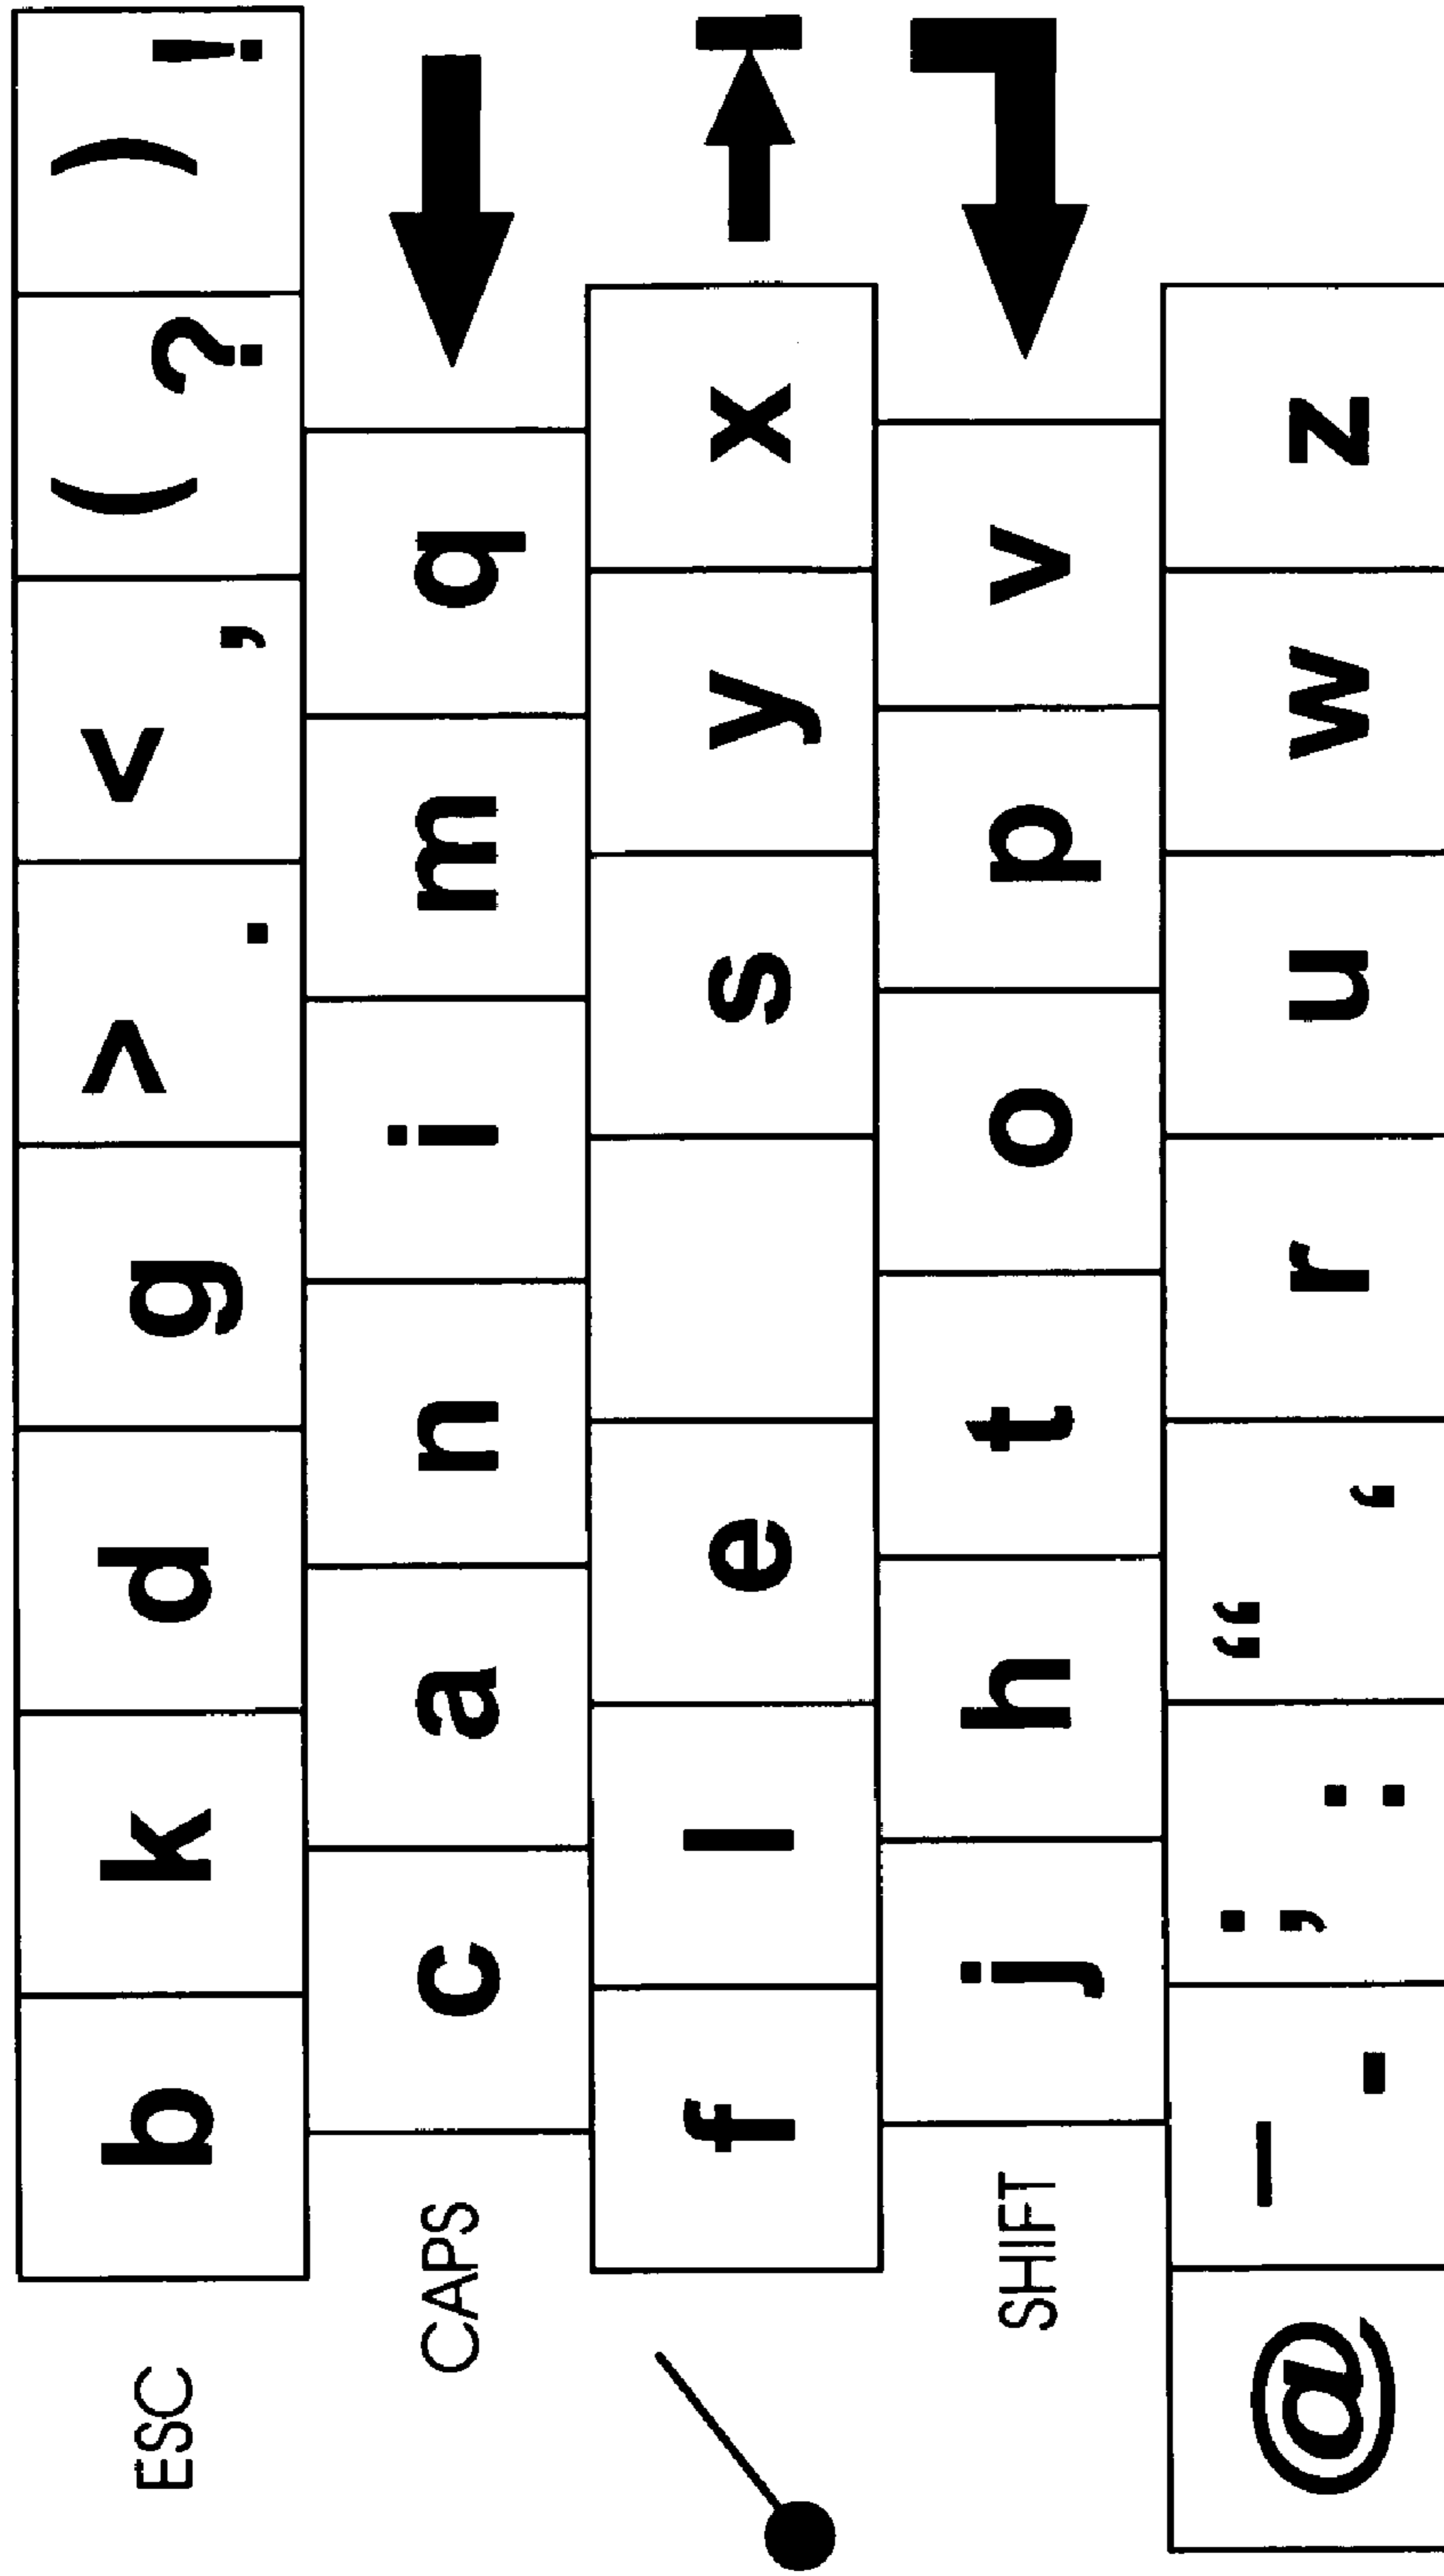 ESC b k d g > . < , ( ? ) !
CAPS c a n i m q
f l e s y x
SHIFT j h t o p v
@ _ - ; : “ ‘ r u w z